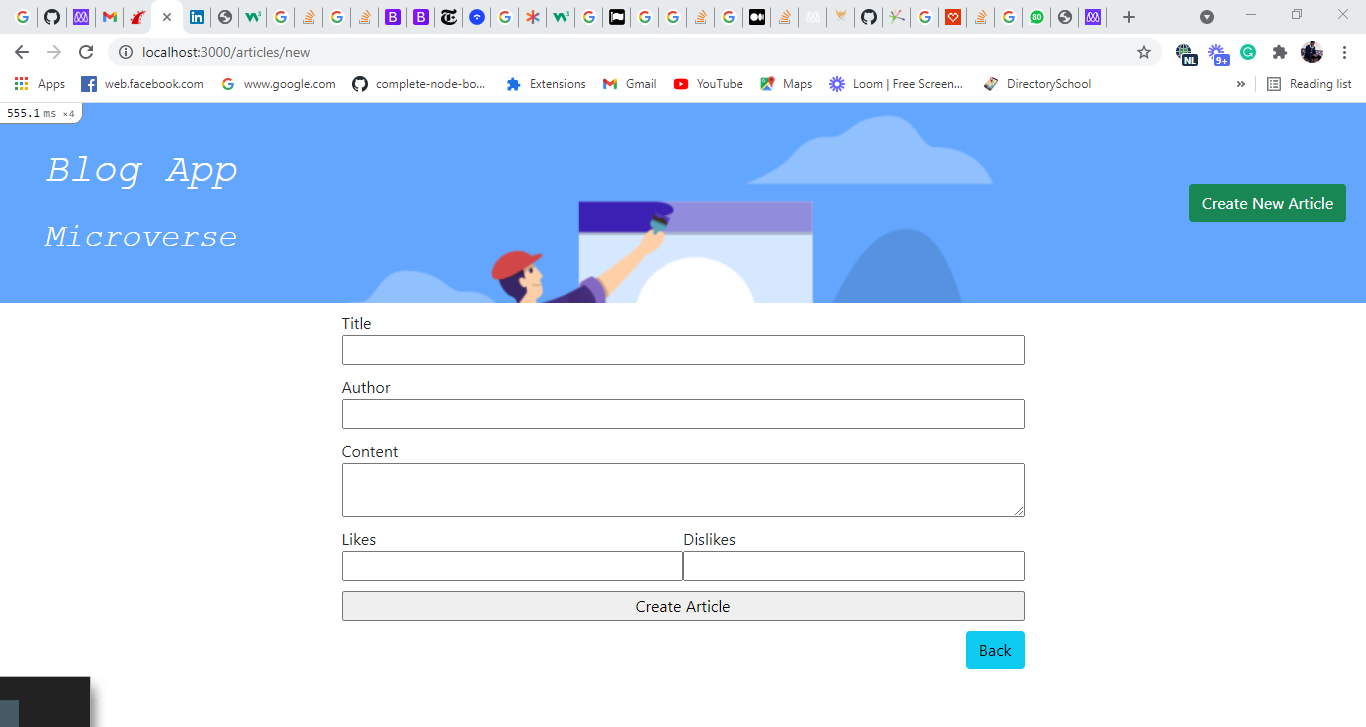 localhost:3000/articles/new
NL
9+
Apps
web.facebook.com
www.google.com
complete-node-bo...
Extensions
Gmail
YouTube
Maps
Loom | Free Screen...
DirectorySchool
»
Reading list
555.1 ms ×4
Blog App
Microverse
Create New Article
Title
Author
Content
Likes Dislikes
Create Article
Back